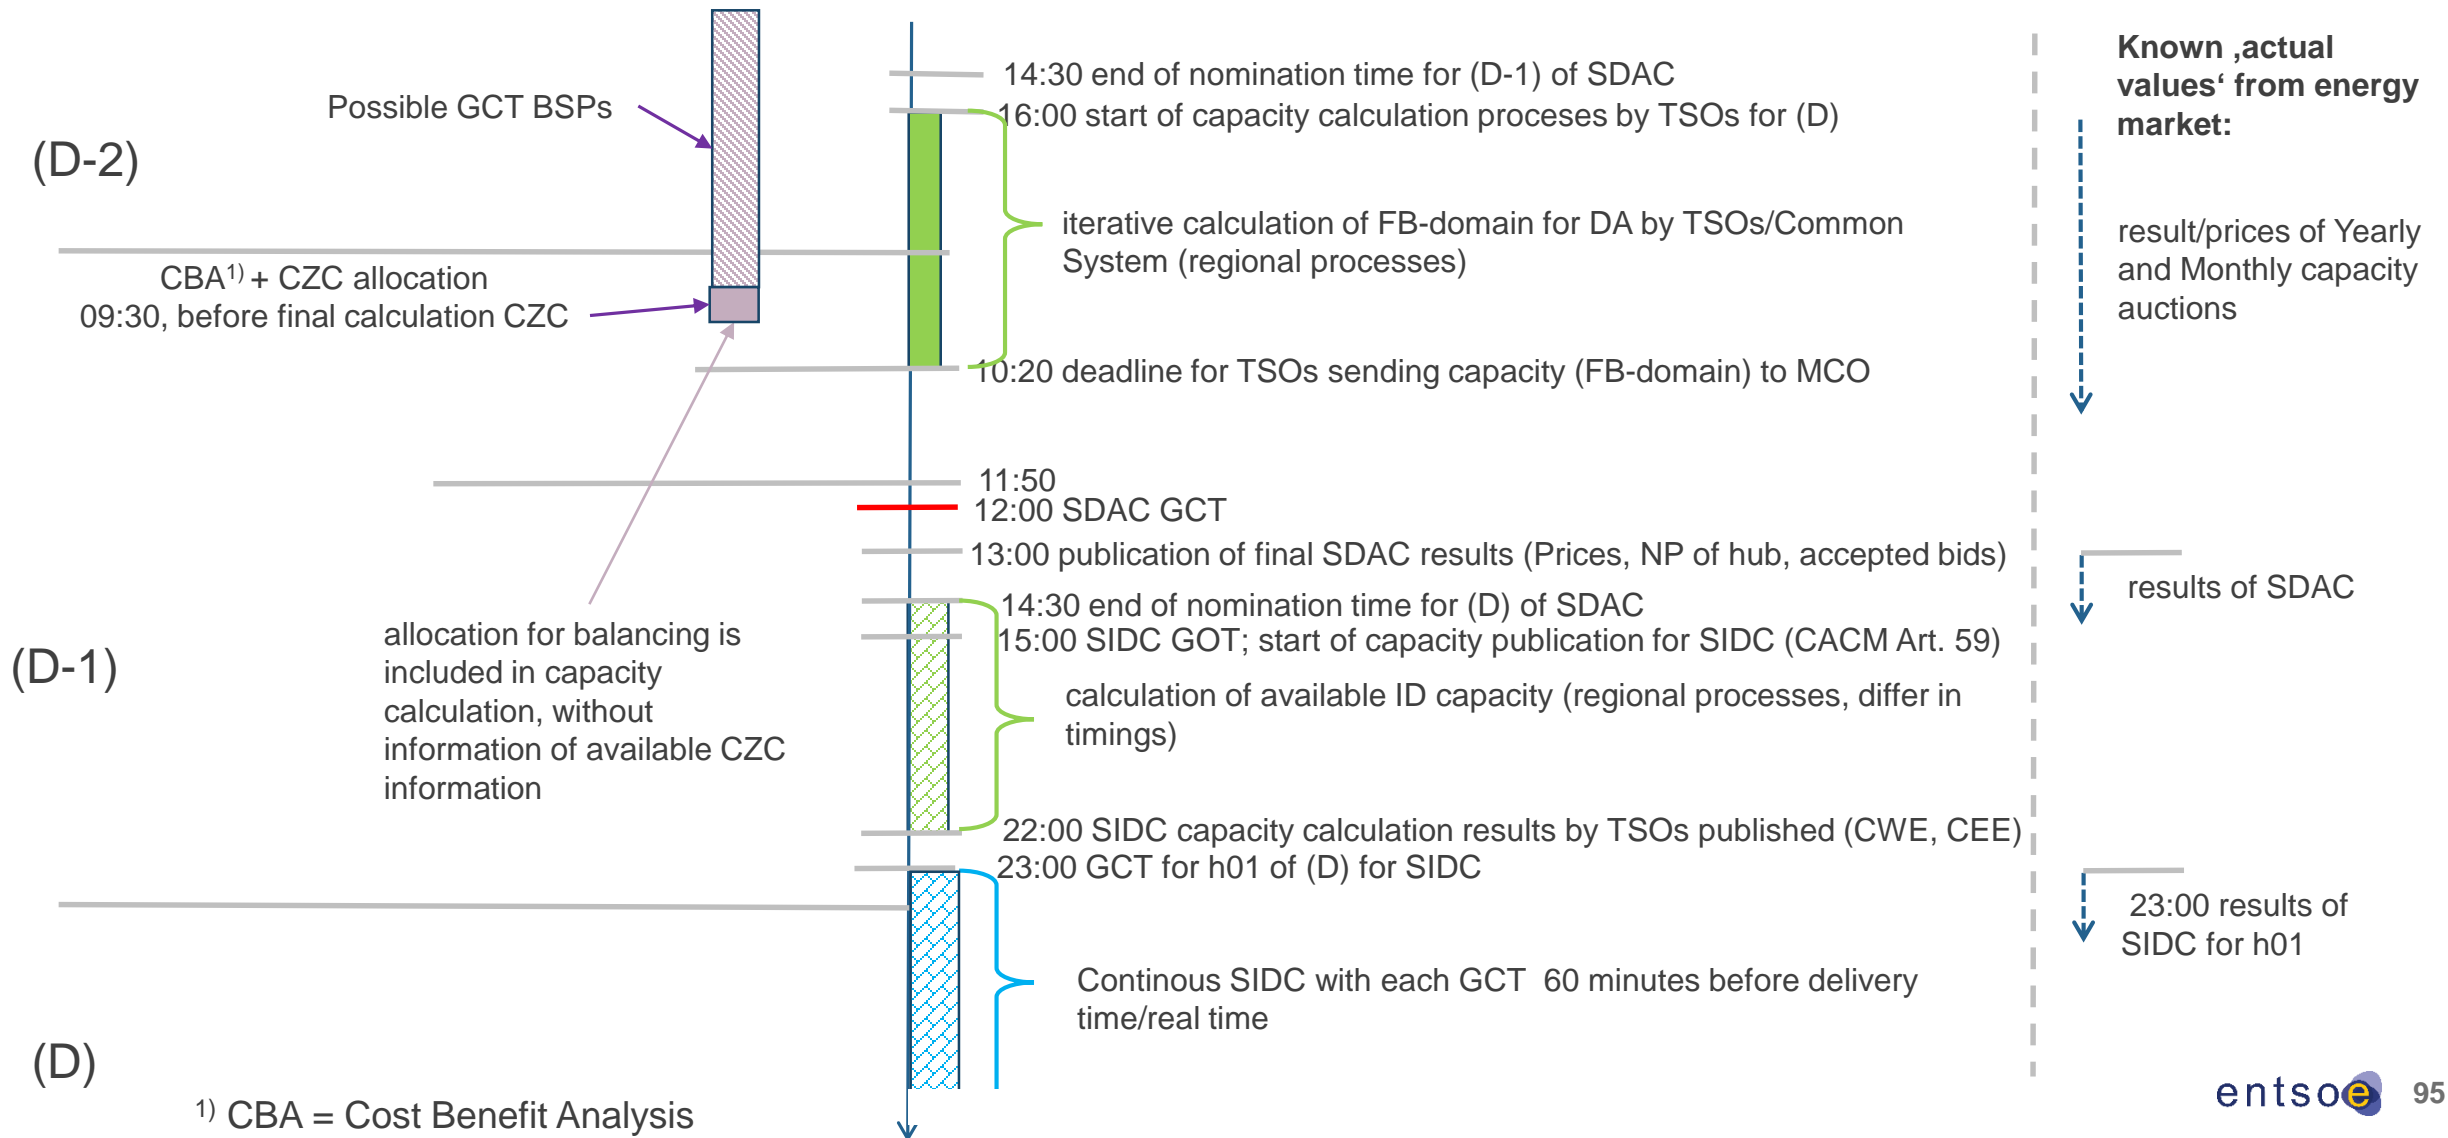 14:30 end of nomination time for (D-1) of SDAC
Possible GCT BSPs
16:00 start of capacity calculation proceses by TSOs for (D)
(D-2)
iterative calculation of FB-domain for DA by TSOs/Common
System (regional processes)
CBA1) + CZC allocation
09:30, before final calculation CZC
10:20 deadline for TSOs sending capacity (FB-domain) to MCO
11:50
12:00 SDAC GCT
13:00 publication of final SDAC results (Prices, NP of hub, accepted bids)
14:30 end of nomination time for (D) of SDAC
15:00 SIDC GOT; start of capacity publication for SIDC (CACM Art. 59)
(D-1)
allocation for balancing is
included in capacity
calculation, without
information of available CZC
information
calculation of available ID capacity (regional processes, differ in
timings)
22:00 SIDC capacity calculation results by TSOs published (CWE, CEE)
23:00 GCT for h01 of (D) for SIDC
Continous SIDC with each GCT 60 minutes before delivery
time/real time
(D)
1) CBA = Cost Benefit Analysis
Known ‚actual
values‘ from energy
market:
result/prices of Yearly
and Monthly capacity
auctions
results of SDAC
23:00 results of
SIDC for h01
entsoe 95